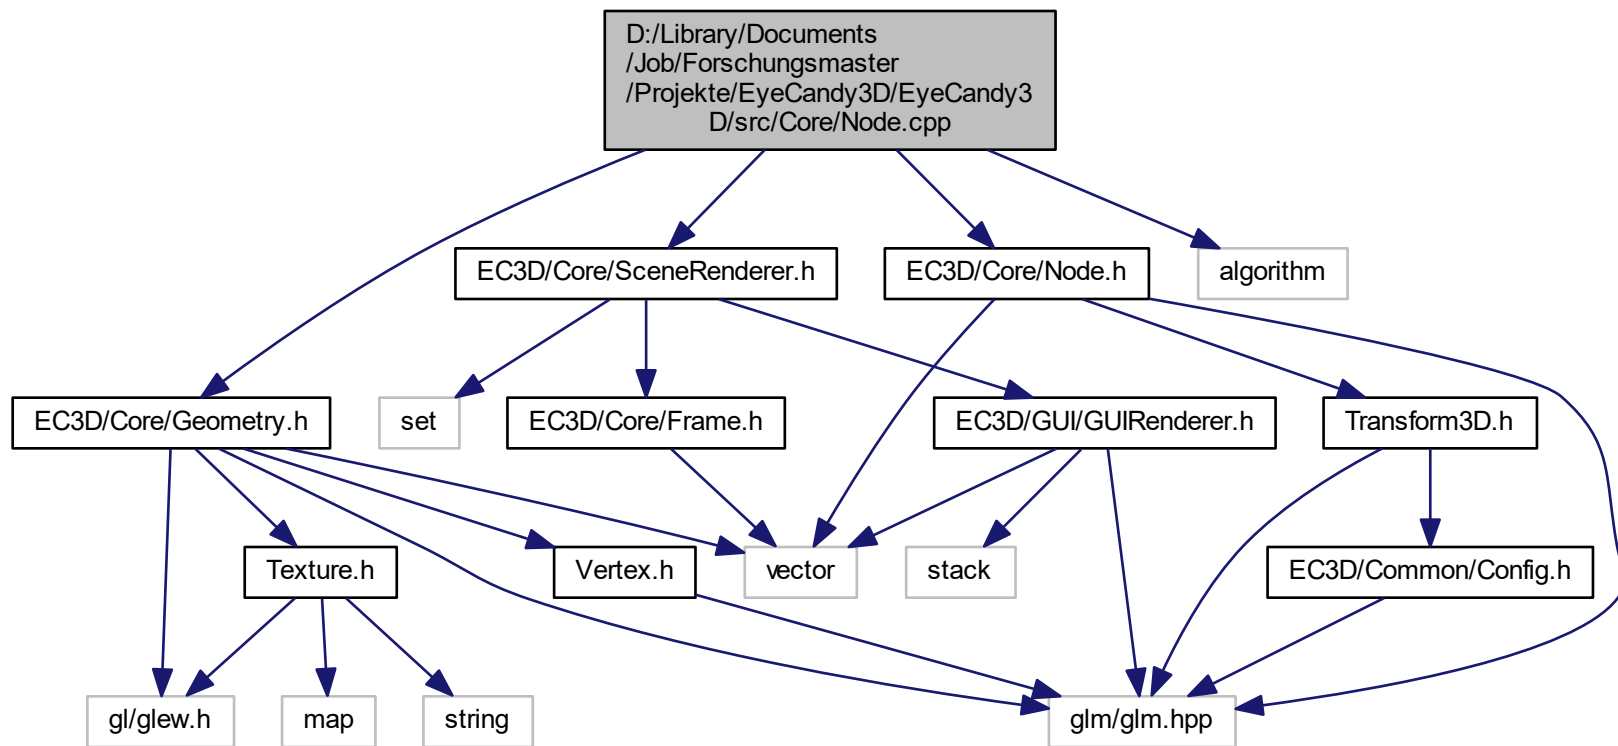 D:/Library/Documents
/Job/Forschungsmaster
/Projekte/EyeCandy3D/EyeCandy3
D/src/Core/Node.cpp
EC3D/Core/SceneRenderer.h
EC3D/Core/Node.h
algorithm
EC3D/Core/Geometry.h
set
EC3D/Core/Frame.h
EC3D/GUI/GUIRenderer.h
Transform3D.h
Texture.h
Vertex.h
vector
stack
EC3D/Common/Config.h
gl/glew.h
map
string
glm/glm.hpp